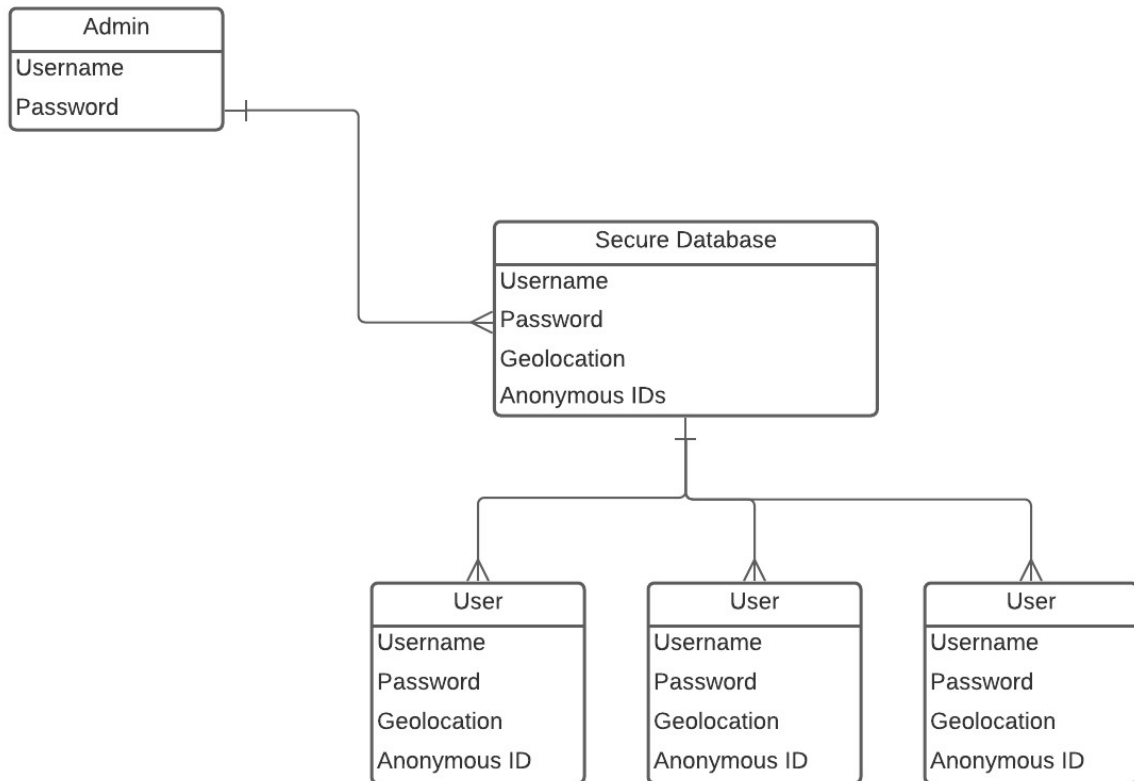 Admin
Username
Password
Secure Database
Username
Password
Geolocation
Anonymous IDs
User
Username
Password
Geolocation
Anonymous ID
User
Username
Password
Geolocation
Anonymous ID
User
Username
Password
Geolocation
Anonymous ID